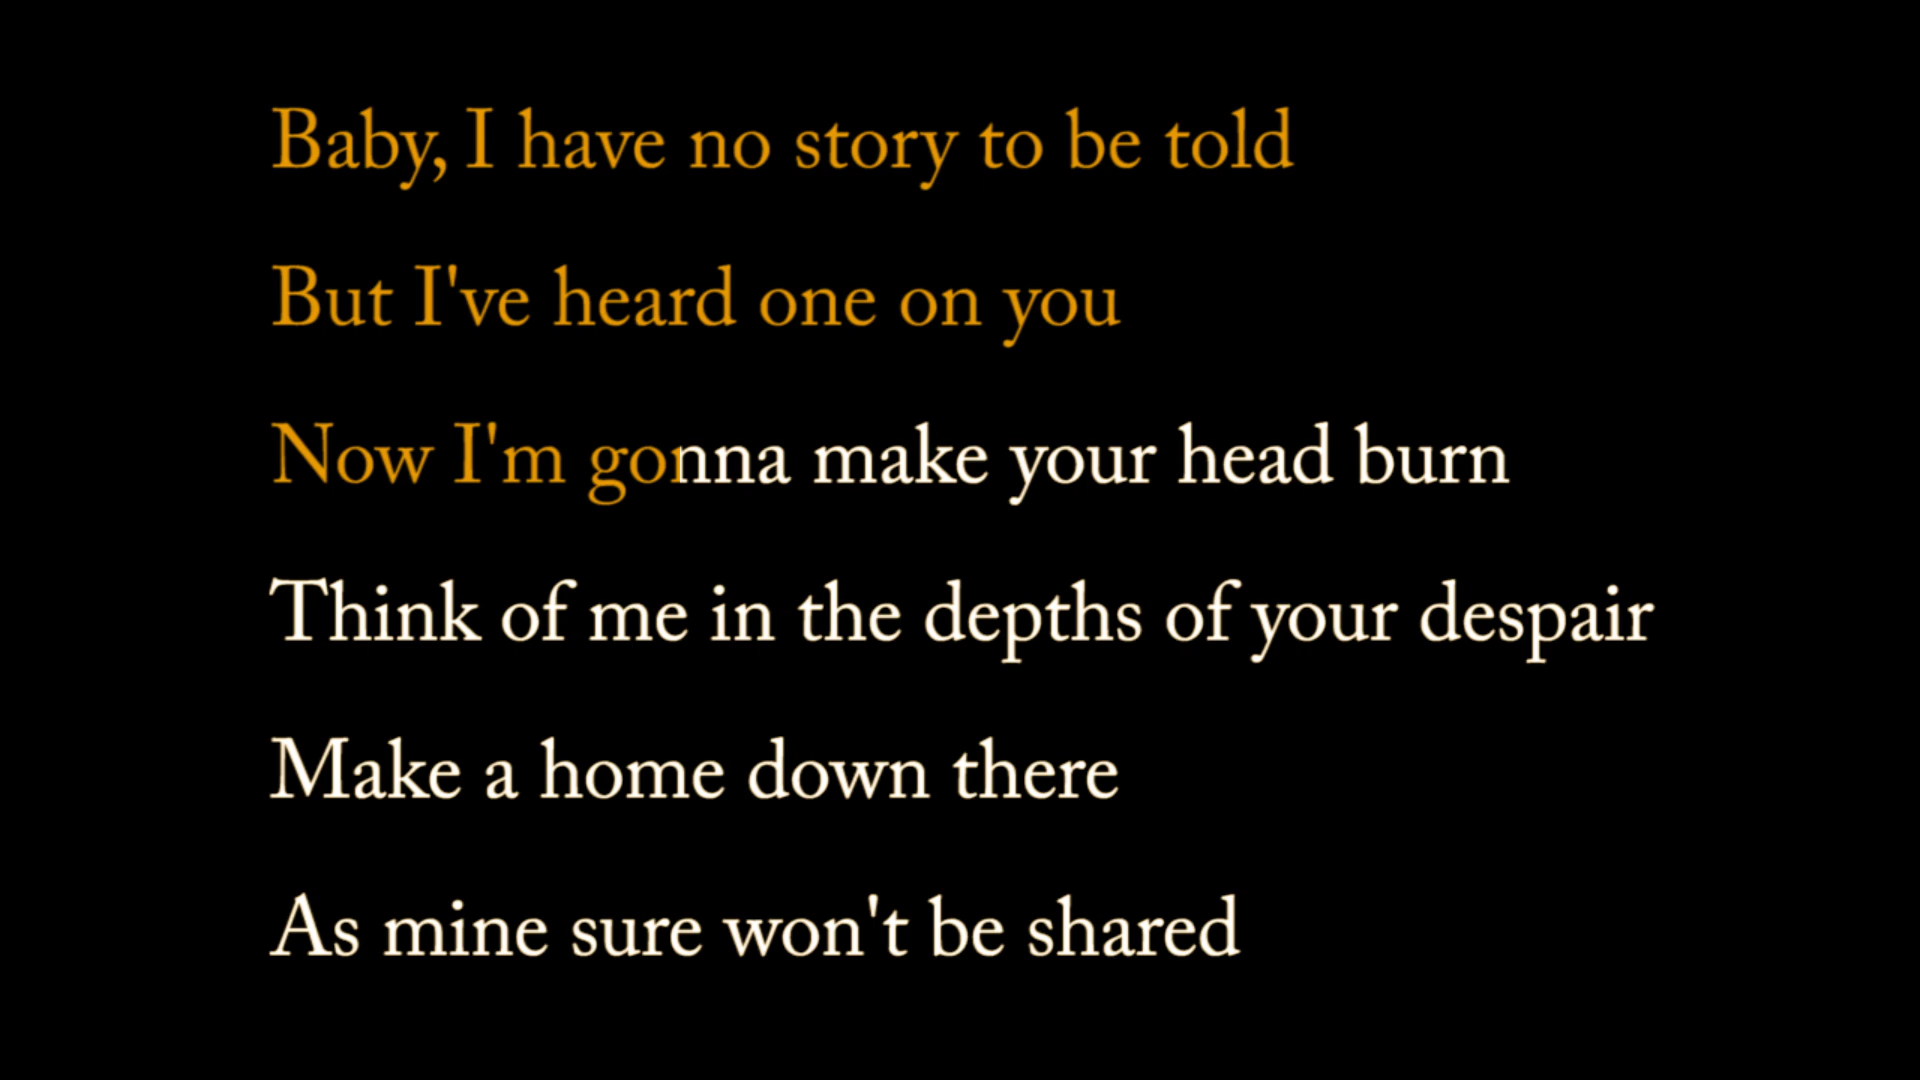 Baby, I have no story to be told
But I've heard one on you
Now I'm gonna make your head burn
Think of me in the depths of your despair
Make a home down there
As mine sure won't be shared